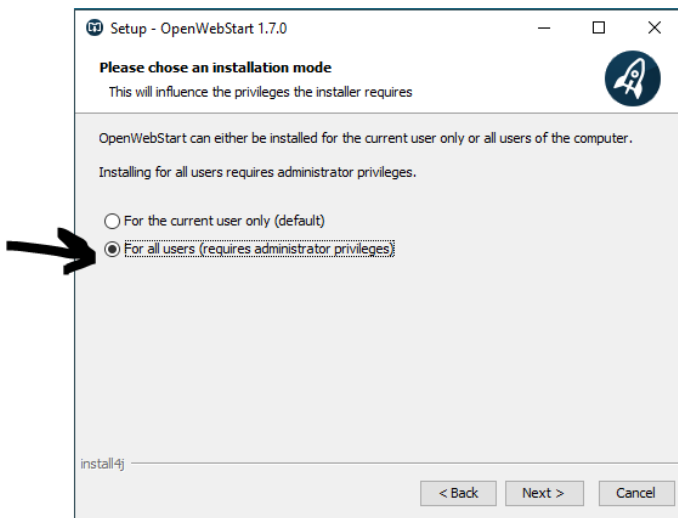 Setup - OpenWebStart 1.7.0
Please chose an installation mode
This will influence the privileges the installer requires
OpenWebStart can either be installed for the current user only or all users of the computer.
Installing for all users requires administrator privileges.
For the current user only (default)
For all users (requires administrator privileges)
install4j
< Back Next > Cancel